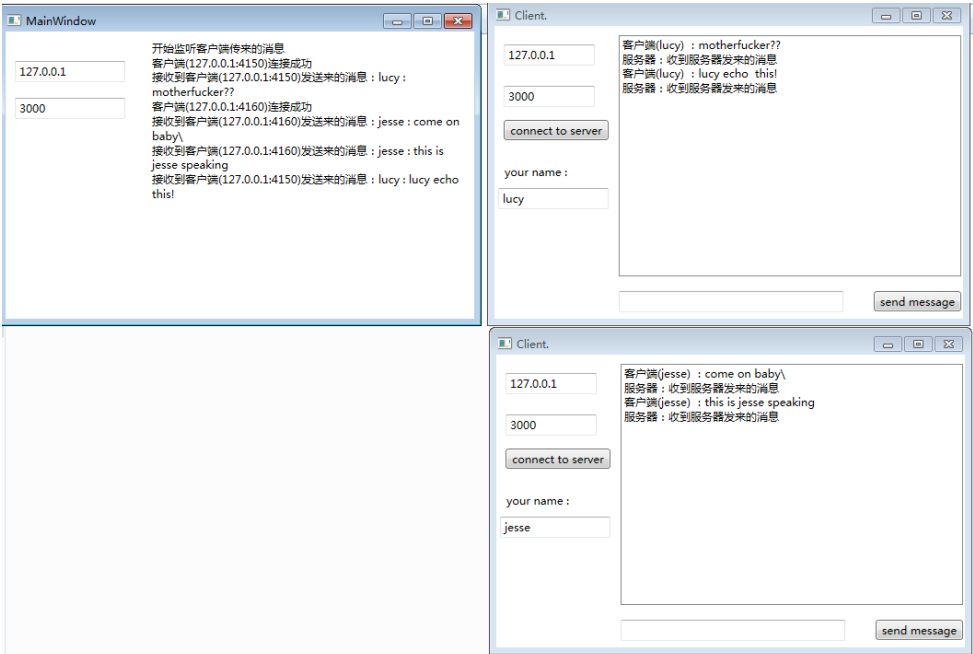 MainWindow
127.0.0.1
3000
开始监听客户端传来的消息
客户端(127.0.0.1:4150)连接成功
接收到客户端(127.0.0.1:4150)发送来的消息：lucy :
motherfucker??
客户端(127.0.0.1:4160)连接成功
接收到客户端(127.0.0.1:4160)发送来的消息：jesse : come on
baby\
接收到客户端(127.0.0.1:4160)发送来的消息：jesse : this is
jesse speaking
接收到客户端(127.0.0.1:4150)发送来的消息：lucy : lucy echo
this!
Client.
127.0.0.1
3000
connect to server
your name :
lucy
客户端(lucy) ：motherfucker??
服务器：收到服务器发来的消息
客户端(lucy) ：lucy echo  this!
服务器：收到服务器发来的消息
send message
Client.
127.0.0.1
3000
connect to server
your name :
jesse
客户端(jesse) ：come on baby\
服务器：收到服务器发来的消息
客户端(jesse) ：this is jesse speaking
服务器：收到服务器发来的消息
send message